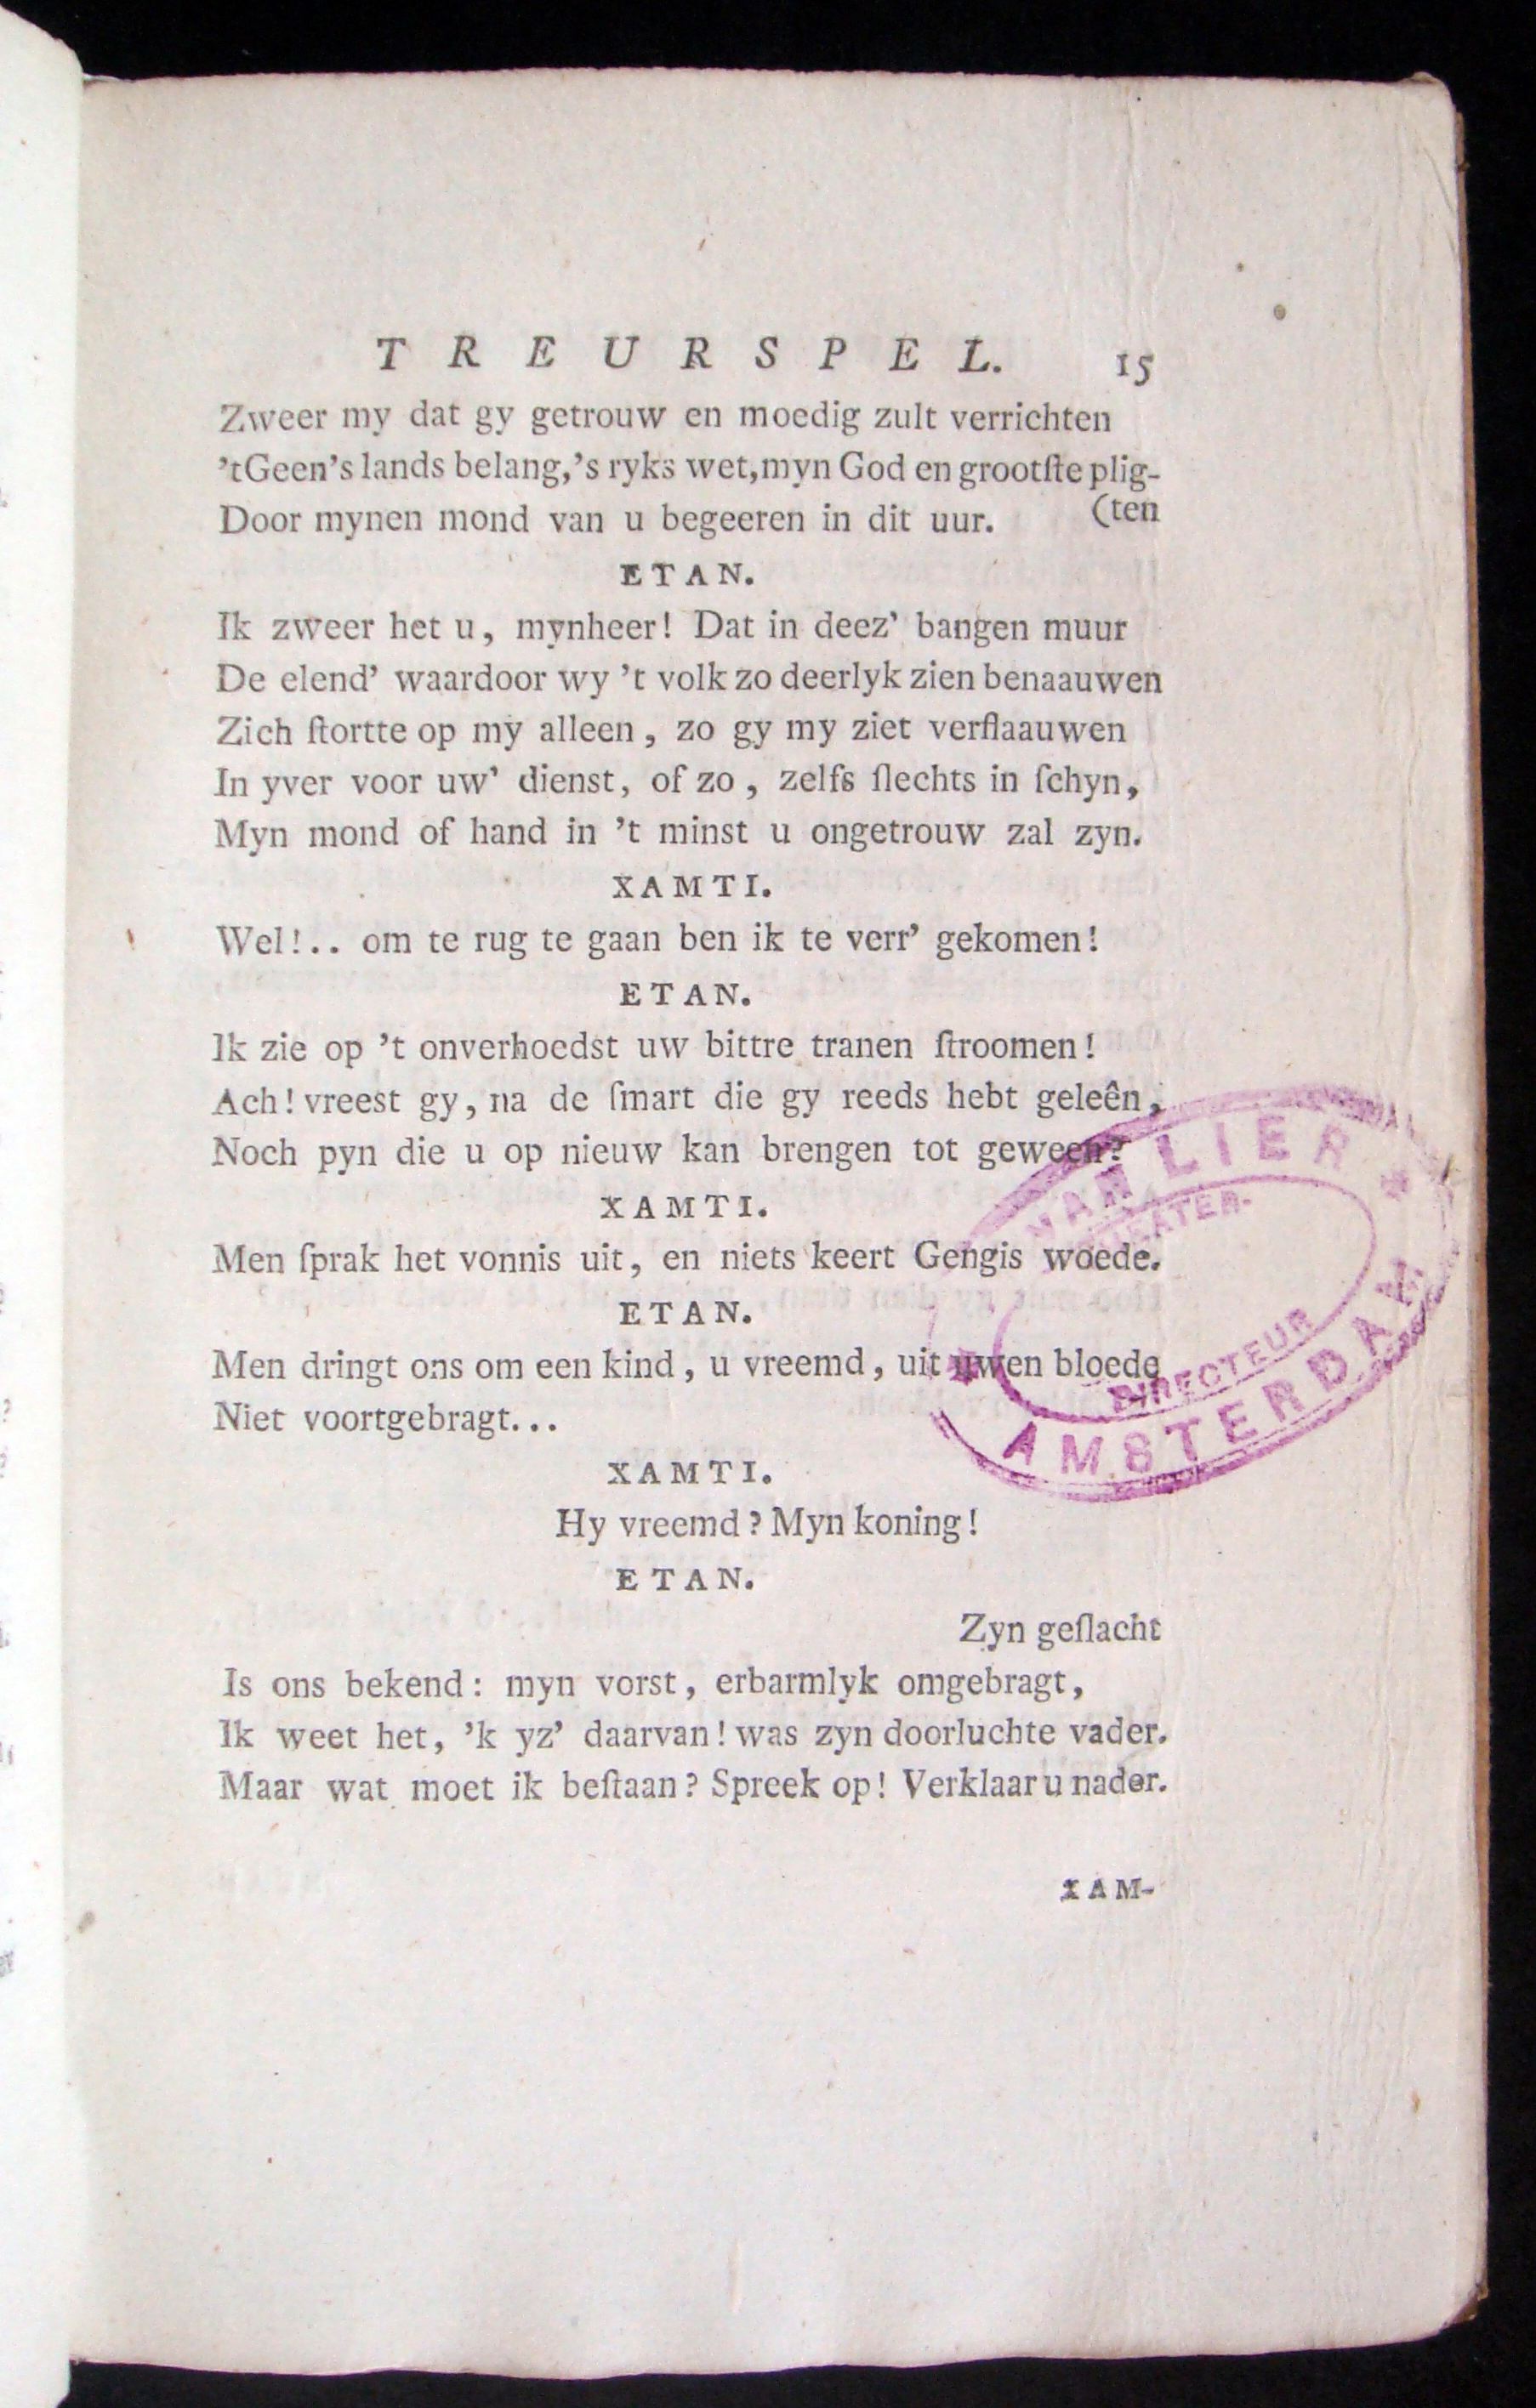 TREURSPEL. 15
Zweer my dat gy getrouw en moedig zult verrichten
'tGeen's lands belang,'s ryks wet, myn God en grootſte plig-
(ten
Door mynen mond van u begeeren in dit uur.
ETAN.
Ik zweer het u, mynheer! Dat in deez' bangen muur
De elend' waardoor wy 't volk zo deerlyk zien benaauwen
Zich ſtortte op my alleen, zo gy my ziet verflaauwen
In yver voor uw' dienst, of zo, zelfs ſlechts in ſchyn,
Myn mond of hand in 't minst u ongetrouw zal zyn.
XAMTI.
Wel!.. om te rug te gaan ben ik te verr' gekomen!
ETAN.
Ik zie op 't onverhoedst uw bittre tranen ſtroomen!
Ach! vreest gy, na de ſmart die gy reeds hebt geleên,
Noch pyn die u op nieuw kan brengen tot geween?
XAMTI.
Men ſprak het vonnis uit, en niets keert Gengis woede.
ETAN.
Men dringt ons om een kind, u vreemd, uit uwen bloede
Niet voortgebragt...
XAMTI.
Hy vreemd? Myn koning!
ETAN.
Zyn geſlacht
Is ons bekend: myn vorst, erbarmlyk omgebragt,
Ik weet het, 'k yz' daarvan! was zyn doorluchte vader.
Maar wat moet ik beſtaan? Spreek op! Verklaar u nader.
XAM-
VAN LIER
THEATER-
DIRECTEUR
AMSTERDAM